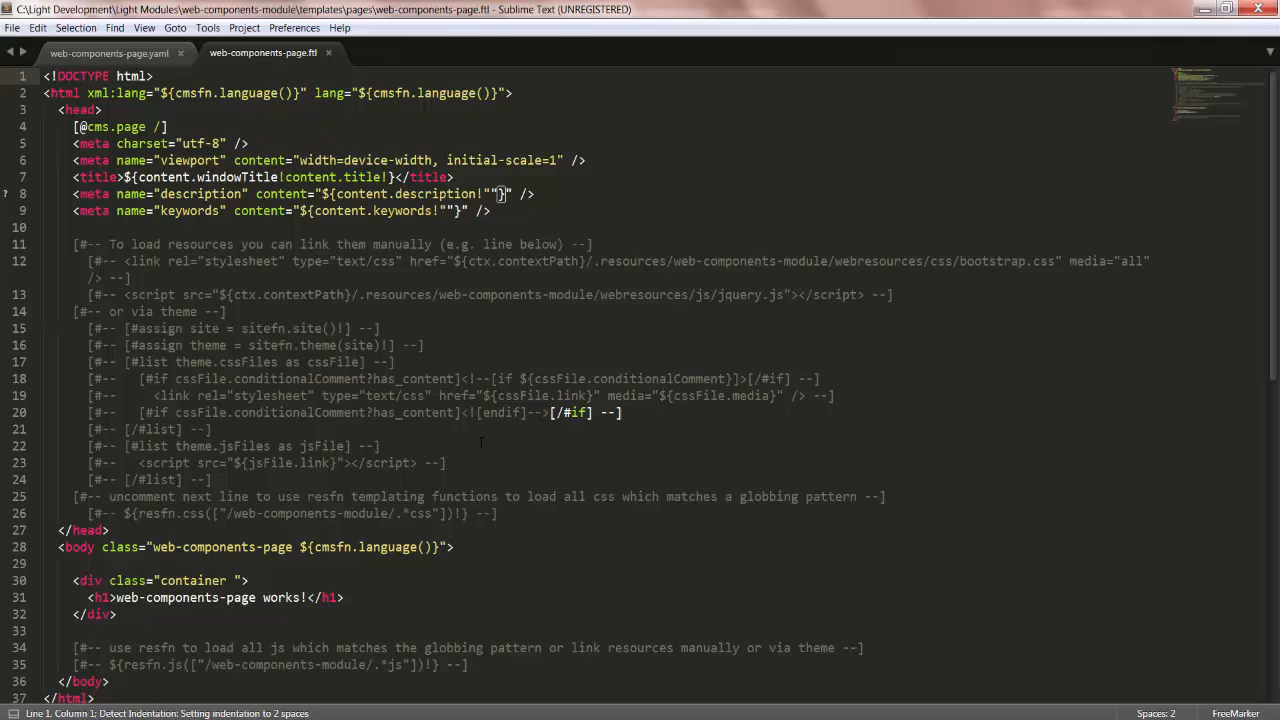 C:\Light Development\Light Modules\web-components-module\templates\pages\web-components-page.ftl - Sublime Text (UNREGISTERED)
File Edit Selection Find View Goto Tools Project Preferences Help
web-components-page.yaml × web-components-page.ftl ×
1 <!DOCTYPE html>
2 <html xml:lang="${cmsfn.language()}" lang="${cmsfn.language()}">
3 <head>
4 [@cms.page /]
5 <meta charset="utf-8" />
6 <meta name="viewport" content="width=device-width, initial-scale=1" />
7 <title>${content.windowTitle!content.title!}</title>
? 8 <meta name="description" content="${content.description!""}" />
9 <meta name="keywords" content="${content.keywords!""}" />
10
11 [#-- To load resources you can link them manually (e.g. line below) --]
12 [#-- <link rel="stylesheet" type="text/css" href="${ctx.contextPath}/.resources/web-components-module/webresources/css/bootstrap.css" media="all"
/> --]
13 [#-- <script src="${ctx.contextPath}/.resources/web-components-module/webresources/js/jquery.js"></script> --]
14 [#-- or via theme --]
15 [#-- [#assign site = sitefn.site()!] --]
16 [#-- [#assign theme = sitefn.theme(site)!] --]
17 [#-- [#list theme.cssFiles as cssFile] --]
18 [#-- [#if cssFile.conditionalComment?has_content]<!--[if ${cssFile.conditionalComment}]>[/#if] --]
19 [#-- <link rel="stylesheet" type="text/css" href="${cssFile.link}" media="${cssFile.media}" /> --]
20 [#-- [#if cssFile.conditionalComment?has_content]<![endif]-->[/#if] --]
21 [#-- [/#list] --]
22 [#-- [#list theme.jsFiles as jsFile] --]
23 [#-- <script src="${jsFile.link}"></script> --]
24 [#-- [/#list] --]
25 [#-- uncomment next line to use resfn templating functions to load all css which matches a globbing pattern --]
26 [#-- ${resfn.css(["/web-components-module/.*css"])!} --]
27 </head>
28 <body class="web-components-page ${cmsfn.language()}">
29
30 <div class="container ">
31 <h1>web-components-page works!</h1>
32 </div>
33
34 [#-- use resfn to load all js which matches the globbing pattern or link resources manually or via theme --]
35 [#-- ${resfn.js(["/web-components-module/.*js"])!} --]
36 </body>
37 </html>
Line 1, Column 1; Detect Indentation: Setting indentation to 2 spaces Spaces: 2 FreeMarker